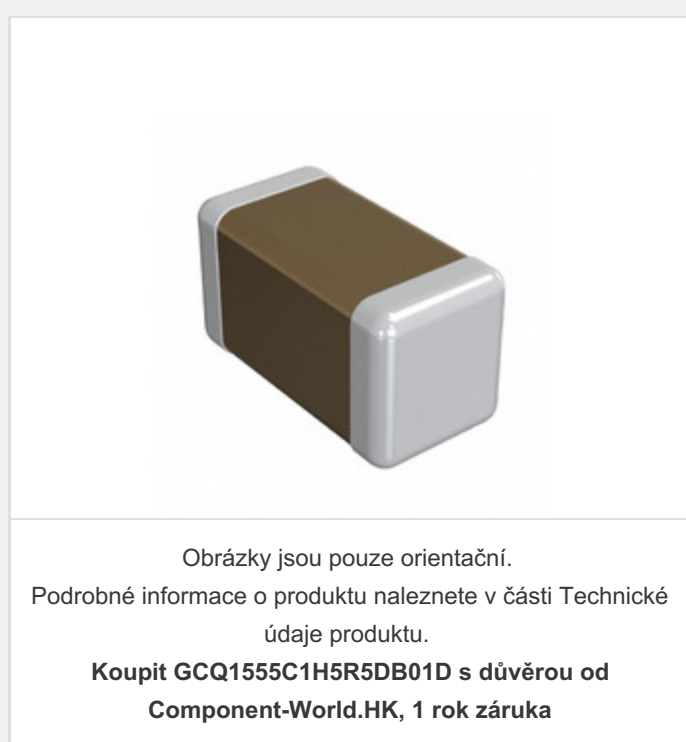 Obrázky jsou pouze orientační.
Podrobné informace o produktu naleznete v části Technické
údaje produktu.
Koupit GCQ1555C1H5R5DB01D s důvěrou od
Component-World.HK, 1 rok záruka